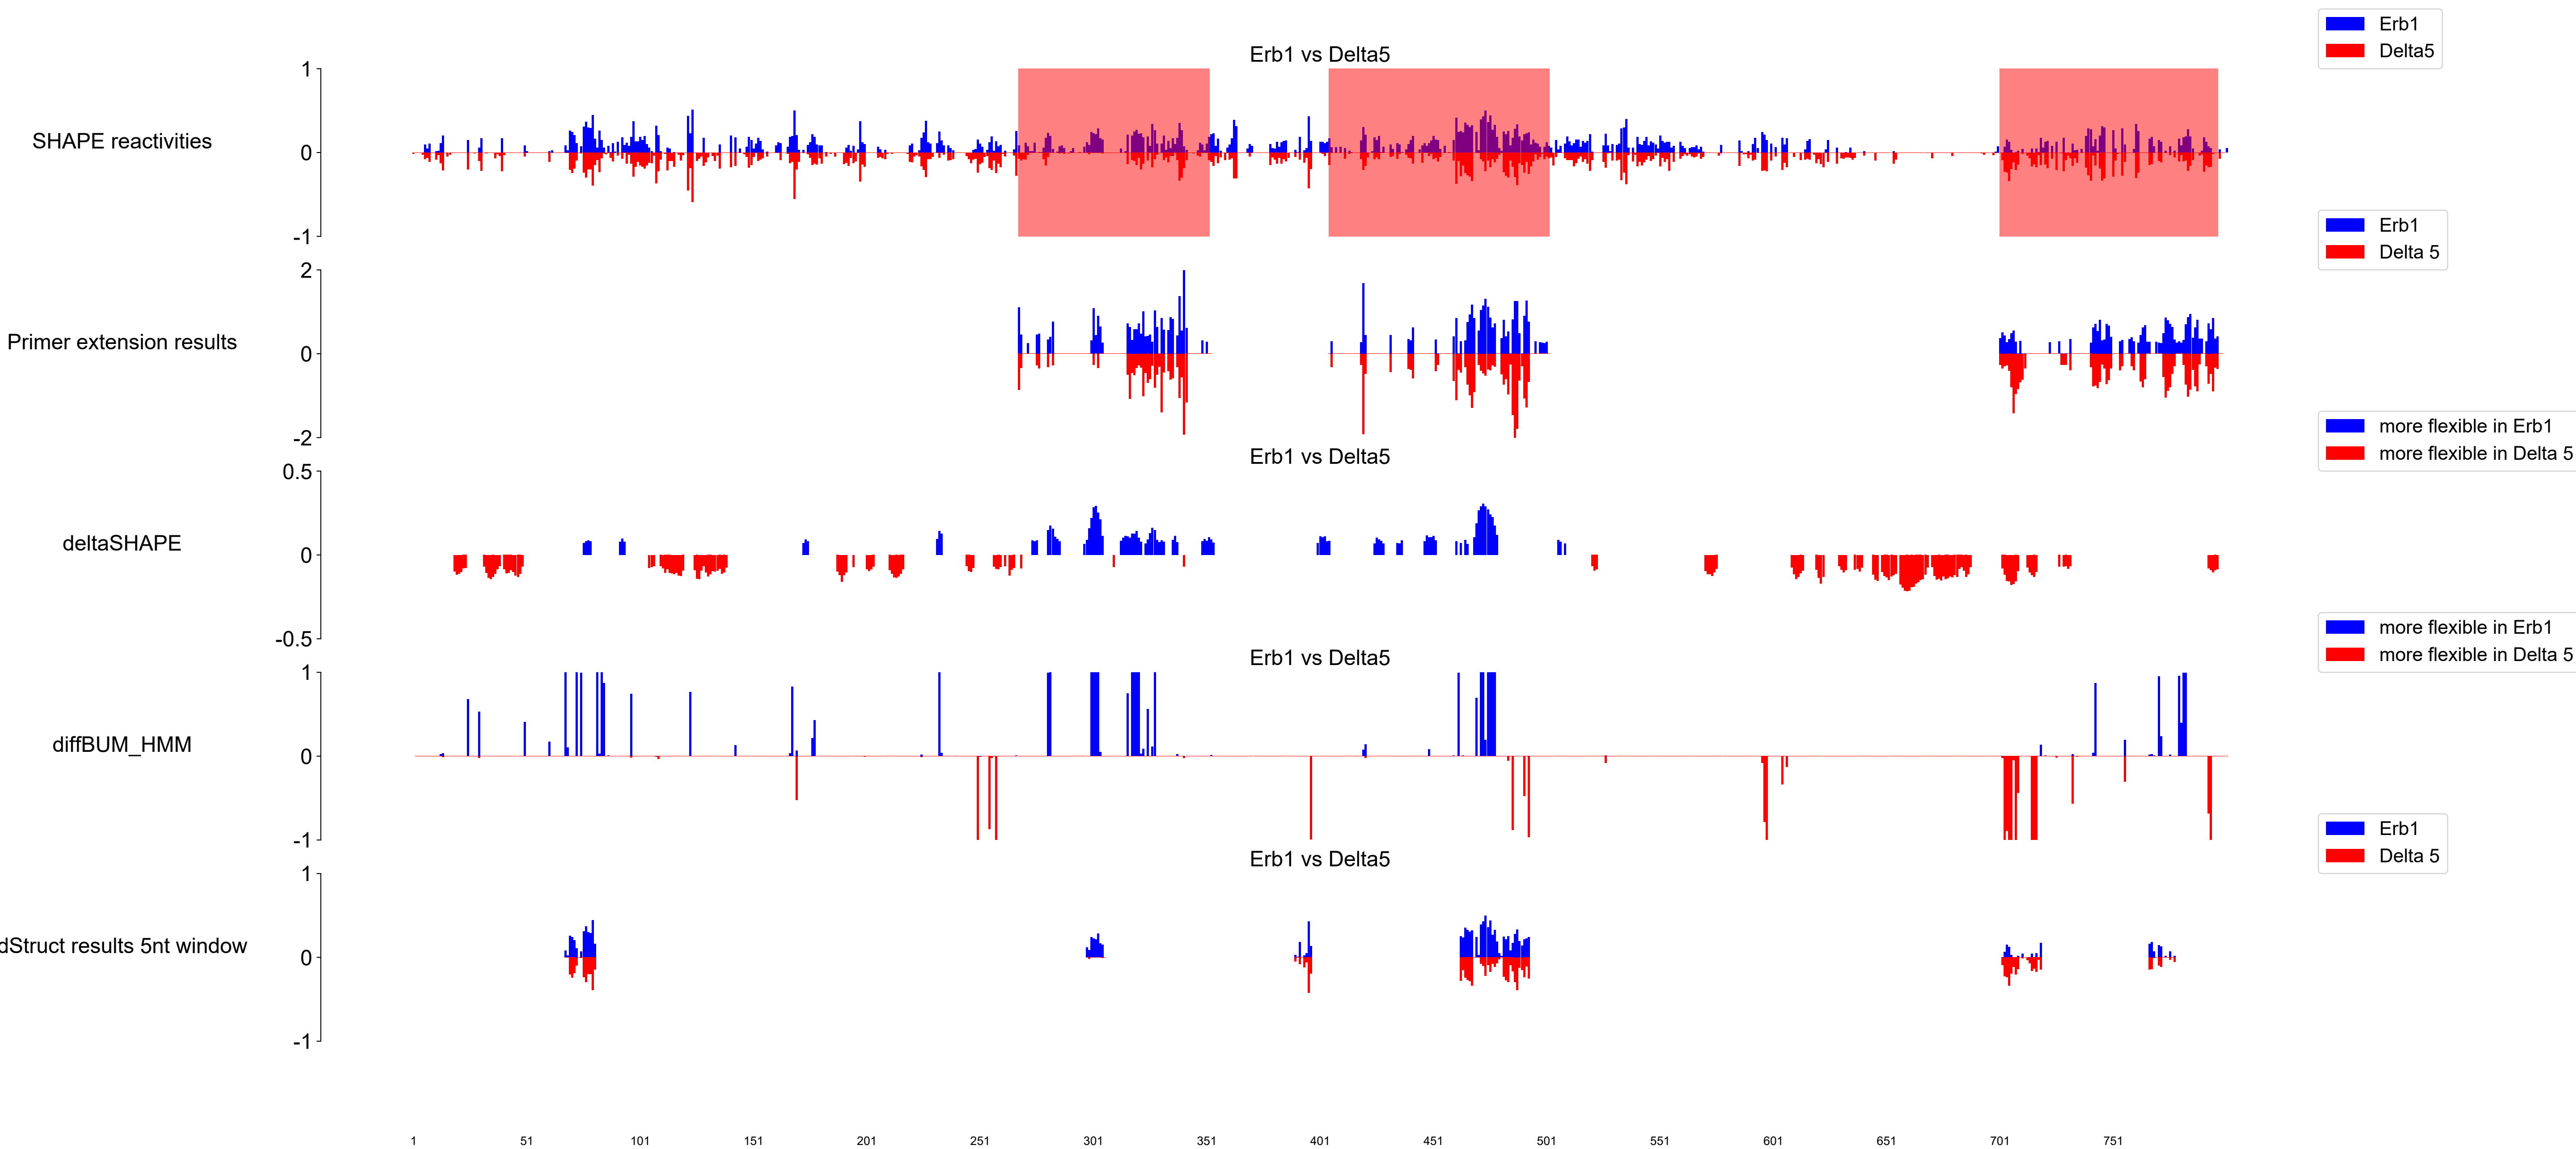 Erb1
Delta5
Erb1 vs Delta5
1
SHAPE reactivities
0
-1
Erb1
Delta 5
2
Primer extension results
0
-2
more flexible in Erb1
more flexible in Delta 5
Erb1 vs Delta5
0.5
deltaSHAPE
0
-0.5
more flexible in Erb1
more flexible in Delta 5
Erb1 vs Delta5
1
diffBUM_HMM
0
-1
Erb1
Delta 5
Erb1 vs Delta5
1
dStruct results 5nt window
0
-1
1 51 101 151 201 251 301 351 401 451 501 551 601 651 701 751